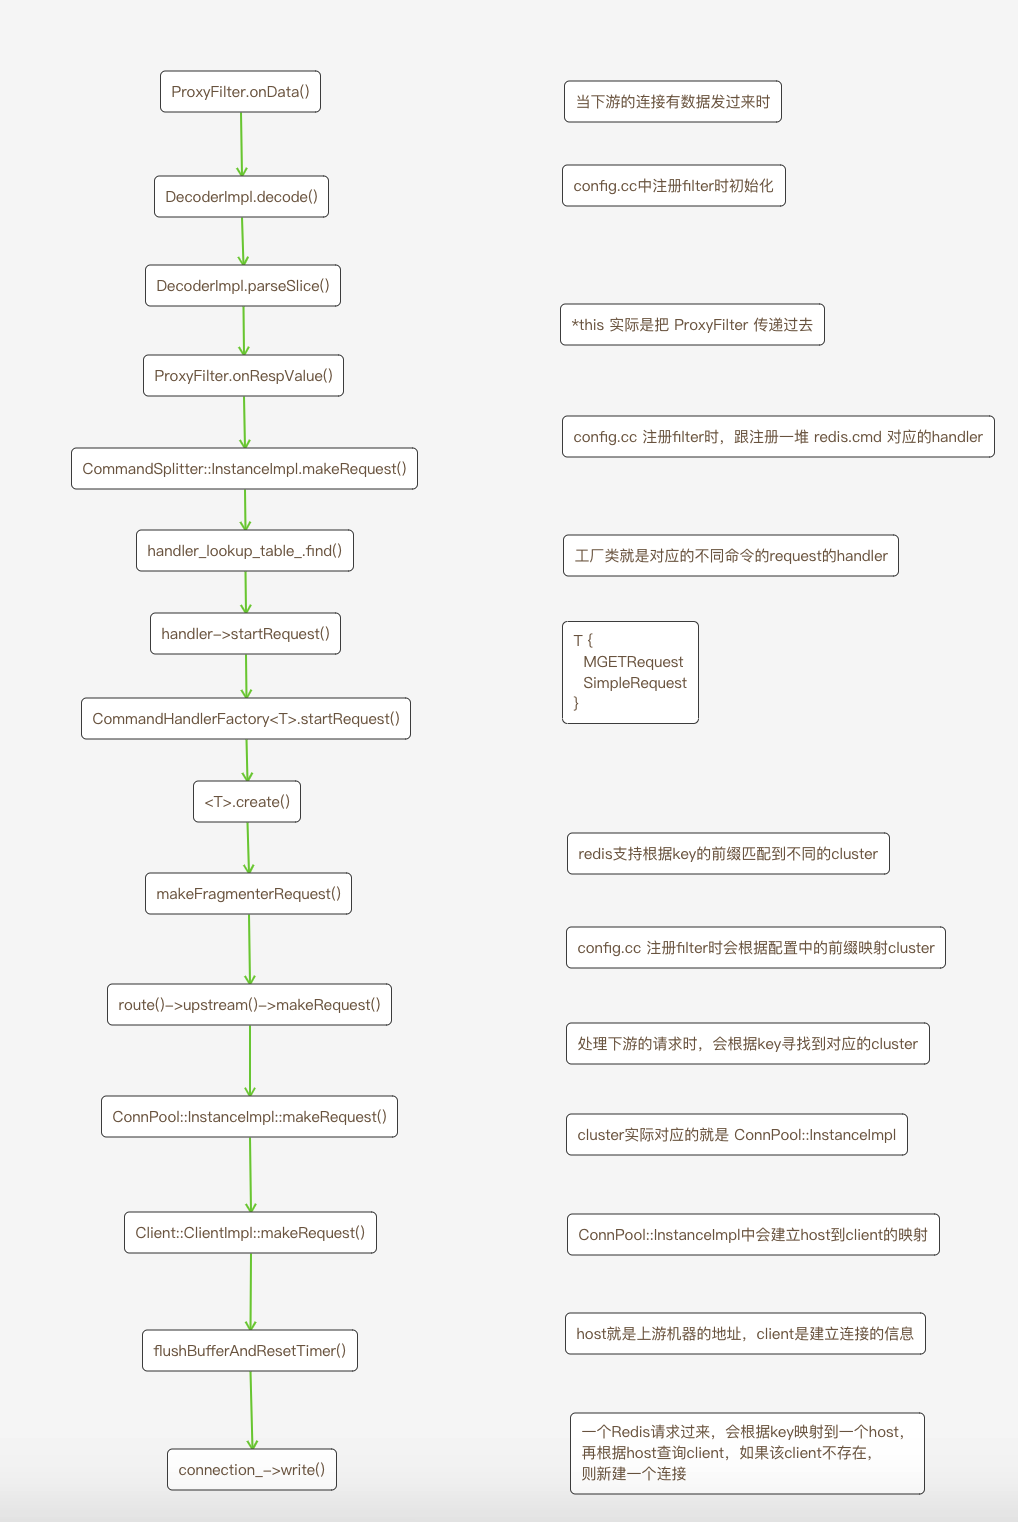 ProxyFilter.onData()
当下游的连接有数据发过来时
DecoderImpl.decode()
config.cc中注册filter时初始化
DecoderImpl.parseSlice()
*this 实际是把 ProxyFilter 传递过去
ProxyFilter.onRespValue()
config.cc 注册filter时，跟注册一堆 redis.cmd 对应的handler
CommandSplitter::InstanceImpl.makeRequest()
handler_lookup_table_.find()
工厂类就是对应的不同命令的request的handler
handler->startRequest()
T {
MGETRequest
SimpleRequest
}
CommandHandlerFactory<T>.startRequest()
<T>.create()
redis支持根据key的前缀匹配到不同的cluster
makeFragmenterRequest()
config.cc 注册filter时会根据配置中的前缀映射cluster
route()->upstream()->makeRequest()
处理下游的请求时，会根据key寻找到对应的cluster
ConnPool::InstanceImpl::makeRequest()
cluster实际对应的就是 ConnPool::InstanceImpl
Client::ClientImpl::makeRequest()
ConnPool::InstanceImpl中会建立host到client的映射
host就是上游机器的地址，client是建立连接的信息
flushBufferAndResetTimer()
一个Redis请求过来，会根据key映射到一个host，
再根据host查询client，如果该client不存在，
则新建一个连接
connection_->write()